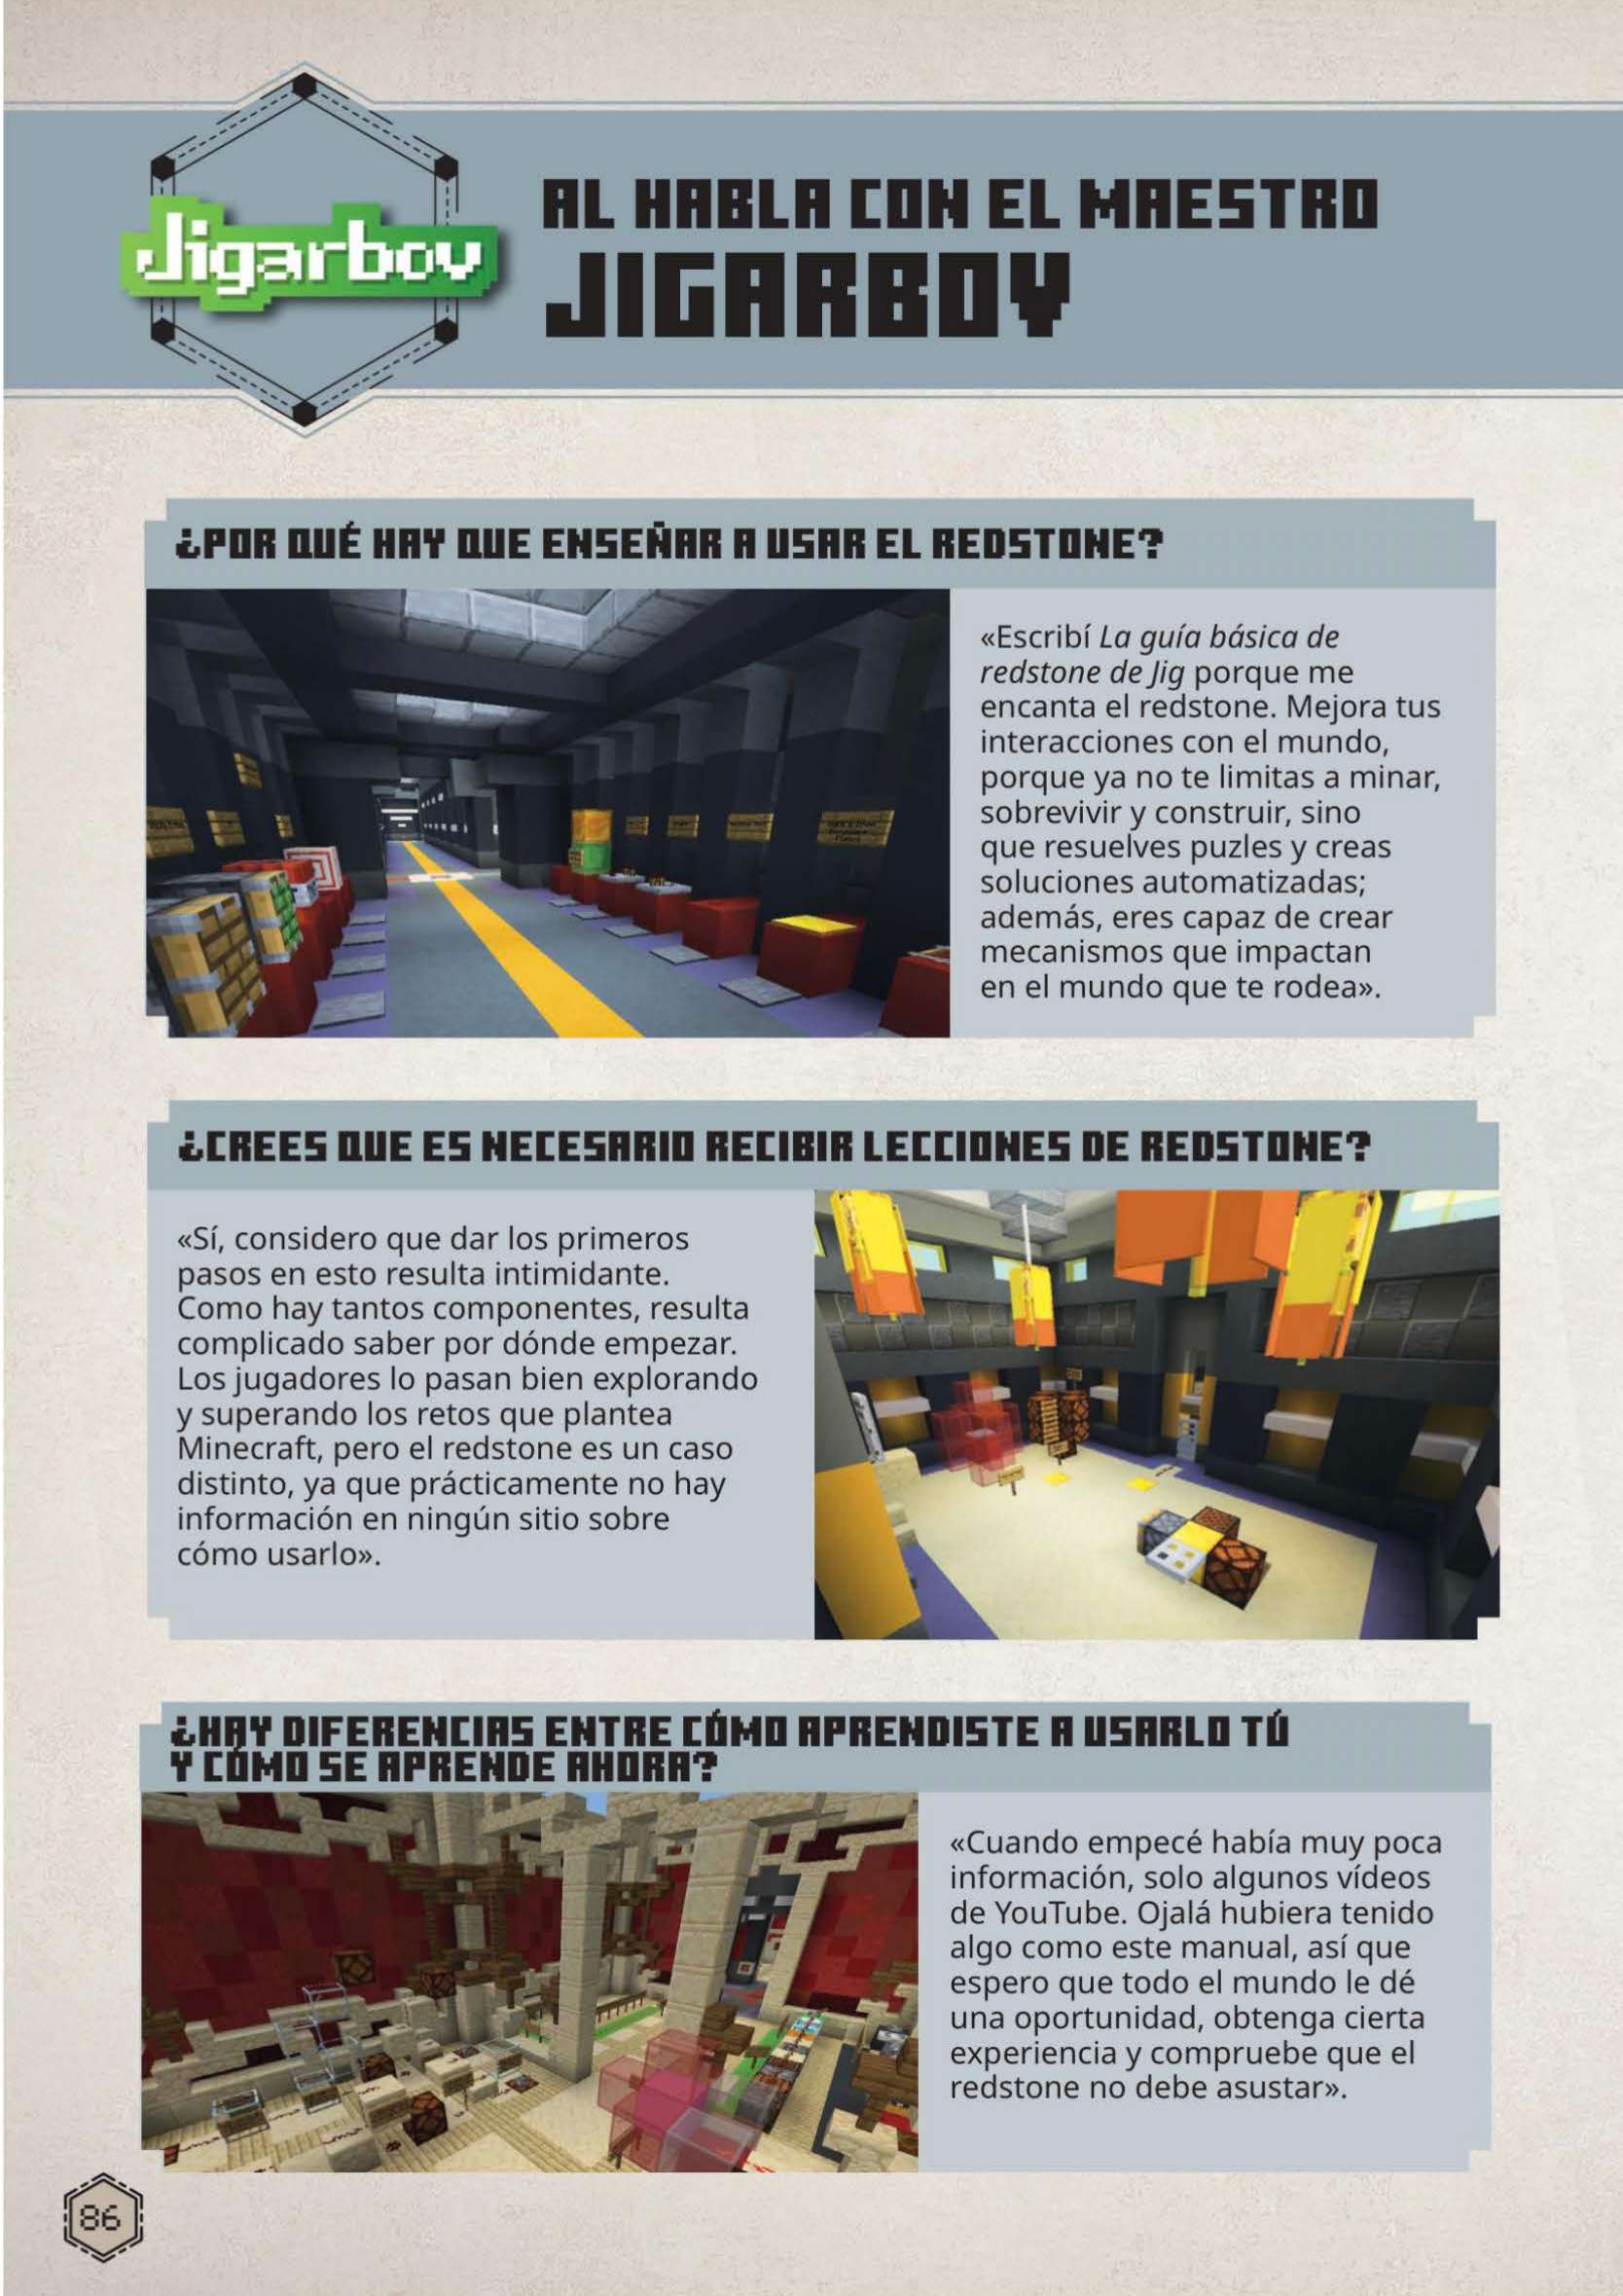 Jigarbov
AL HABLA CON EL MAESTRO
JIGARBOV
¿POR QUÉ HAY QUE ENSEÑAR A USAR EL REDSTONE?
«Escribí La guía básica de
redstone de Jig porque me
encanta el redstone. Mejora tus
interacciones con el mundo,
porque ya no te limitas a minar,
sobrevivir y construir, sino
que resuelves puzles y creas
soluciones automatizadas;
además, eres capaz de crear
mecanismos que impactan
en el mundo que te rodea».
¿CREES QUE ES NECESARIO RECIBIR LECCIONES DE REDSTONE?
«Sí, considero que dar los primeros
pasos en esto resulta intimidante.
Como hay tantos componentes, resulta
complicado saber por dónde empezar.
Los jugadores lo pasan bien explorando
y superando los retos que plantea
Minecraft, pero el redstone es un caso
distinto, ya que prácticamente no hay
información en ningún sitio sobre
cómo usarlo».
¿HAY DIFERENCIAS ENTRE CÓMO APRENDISTE A USARLO TÚ
Y CÓMO SE APRENDE AHORA?
«Cuando empecé había muy poca
información, solo algunos vídeos
de YouTube. Ojalá hubiera tenido
algo como este manual, así que
espero que todo el mundo le dé
una oportunidad, obtenga cierta
experiencia y compruebe que el
redstone no debe asustar».
86